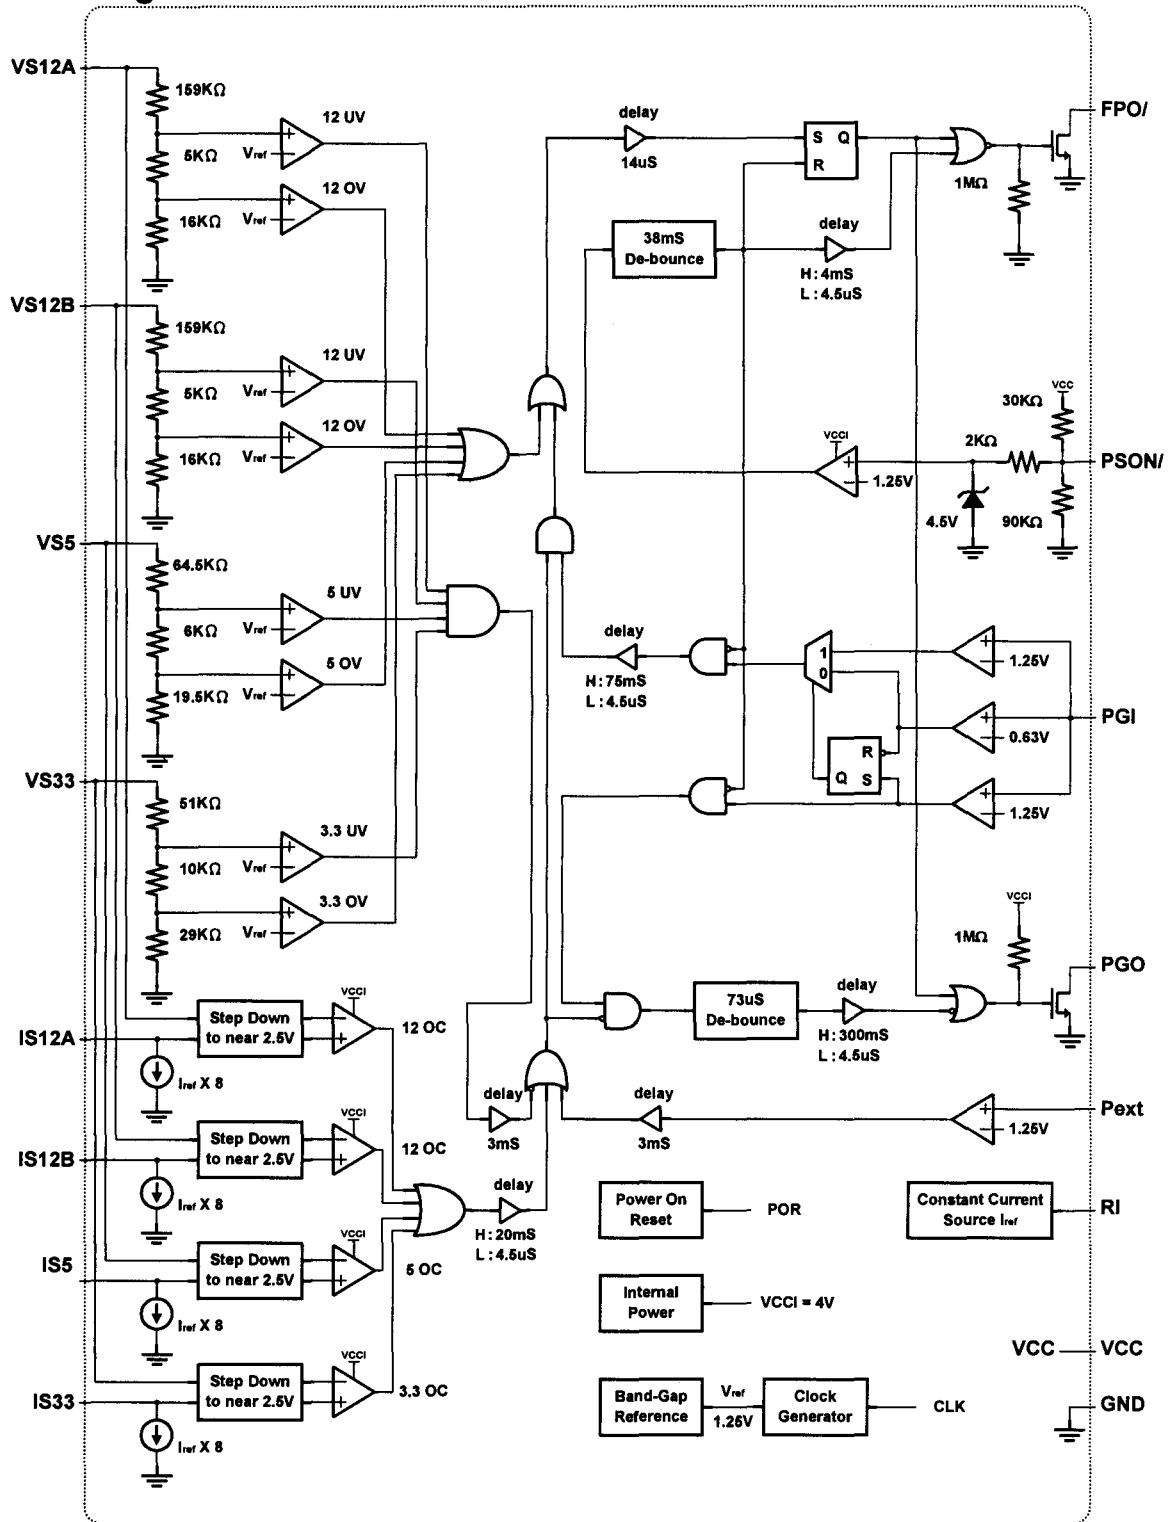 VS12A
159KΩ
12 UV
Vref
5KΩ
12 OV
Vref
16KΩ
delay
14uS
S Q
R
FPO/
1MΩ
38mS
De-bounce
delay
H : 4mS
L : 4.5uS
VS12B
159KΩ
12 UV
Vref
5KΩ
12 OV
Vref
16KΩ
VCC
30KΩ
2KΩ
PSON/
VCCI
1.25V
4.5V
90KΩ
VS5
64.5KΩ
5 UV
Vref
6KΩ
5 OV
Vref
19.5KΩ
delay
H : 75mS
L : 4.5uS
1
0
1.25V
PGI
0.63V
R
Q S
1.25V
VS33
51KΩ
3.3 UV
Vref
10KΩ
3.3 OV
Vref
29KΩ
VCCI
1MΩ
PGO
73uS
De-bounce
delay
H : 300mS
L : 4.5uS
VCCI
Step Down
to near 2.5V
12 OC
IS12A
Iref X 8
delay
3mS
delay
3mS
Pext
1.25V
VCCI
Step Down
to near 2.5V
12 OC
IS12B
Iref X 8
delay
H : 20mS
L : 4.5uS
Power On
Reset
POR
Constant Current
Source Iref
RI
VCCI
Step Down
to near 2.5V
5 OC
IS5
Iref X 8
Internal
Power
VCCI = 4V
VCC
VCC
VCCI
Step Down
to near 2.5V
3.3 OC
IS33
Iref X 8
Band-Gap
Reference
Vref
1.25V
Clock
Generator
CLK
GND